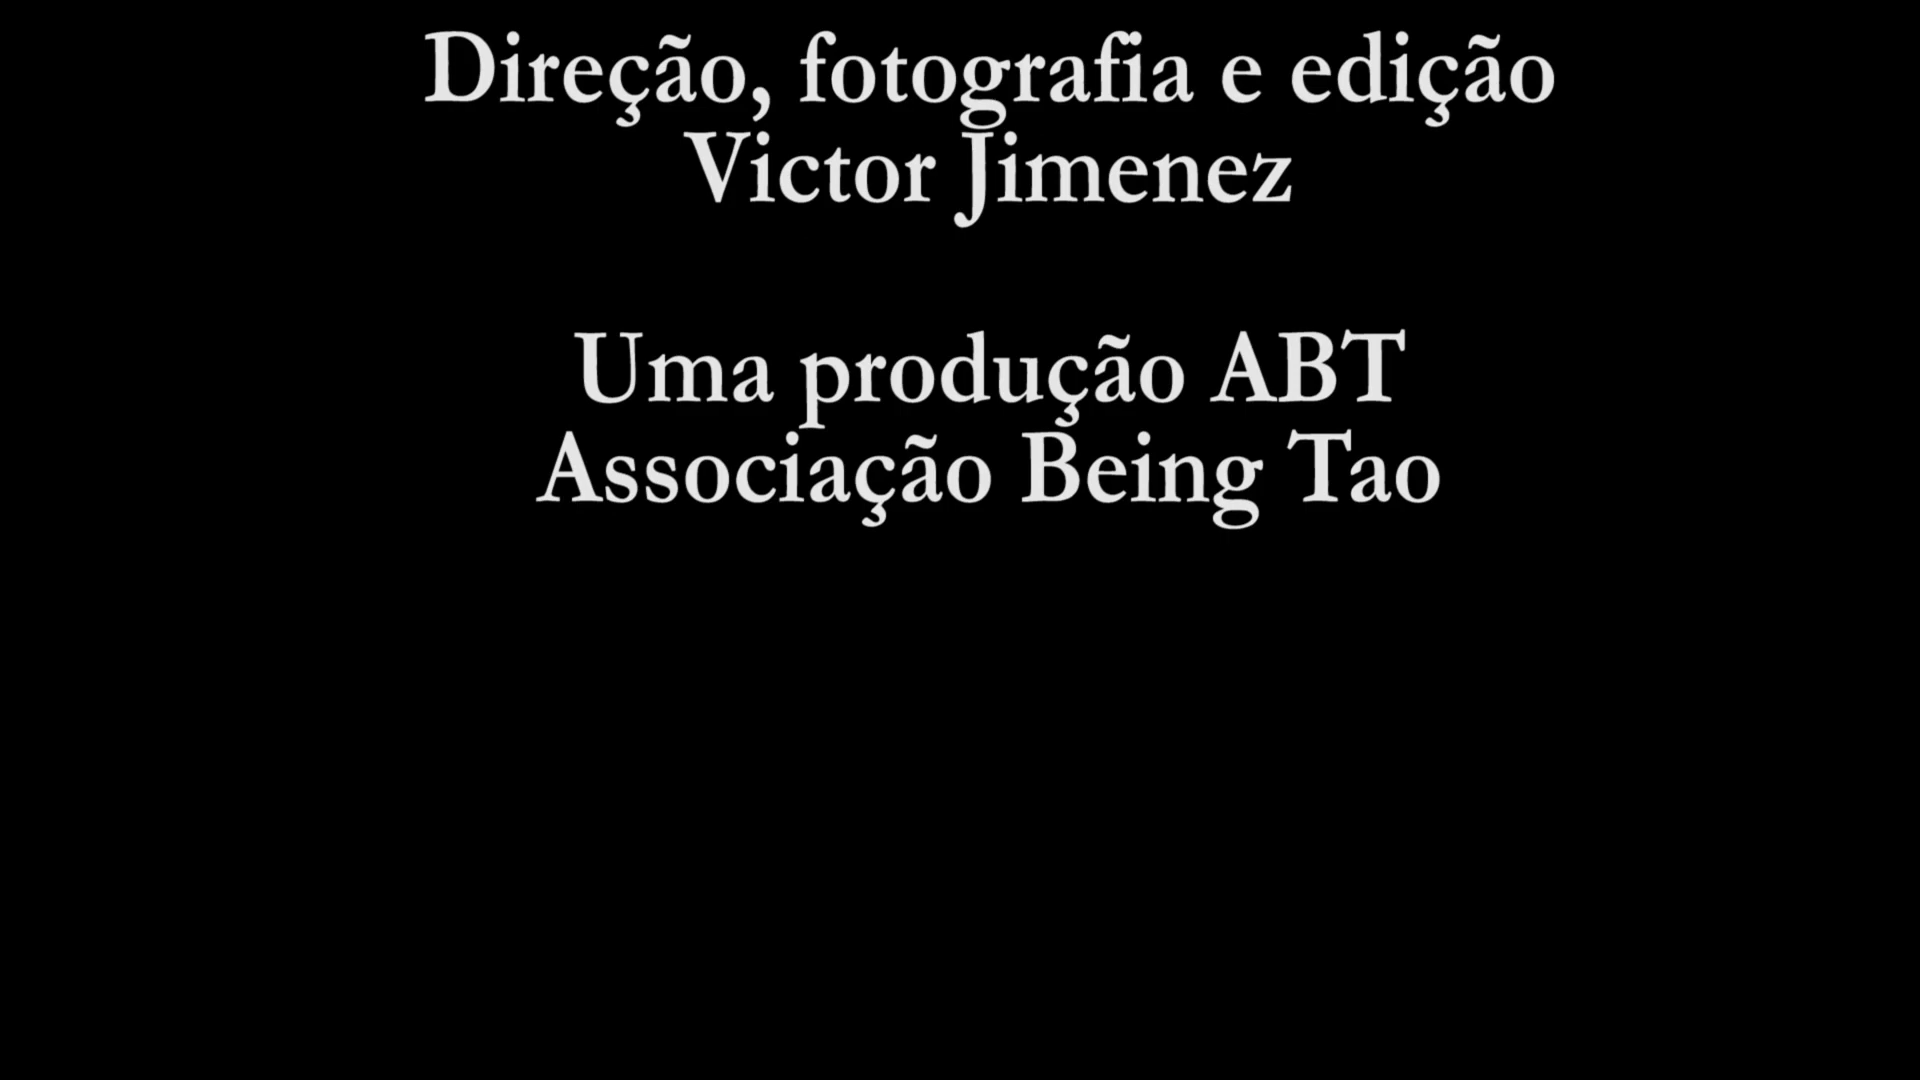 Direção, fotografia e edição
Victor Jimenez
Uma produção ABT
Associação Being Tao